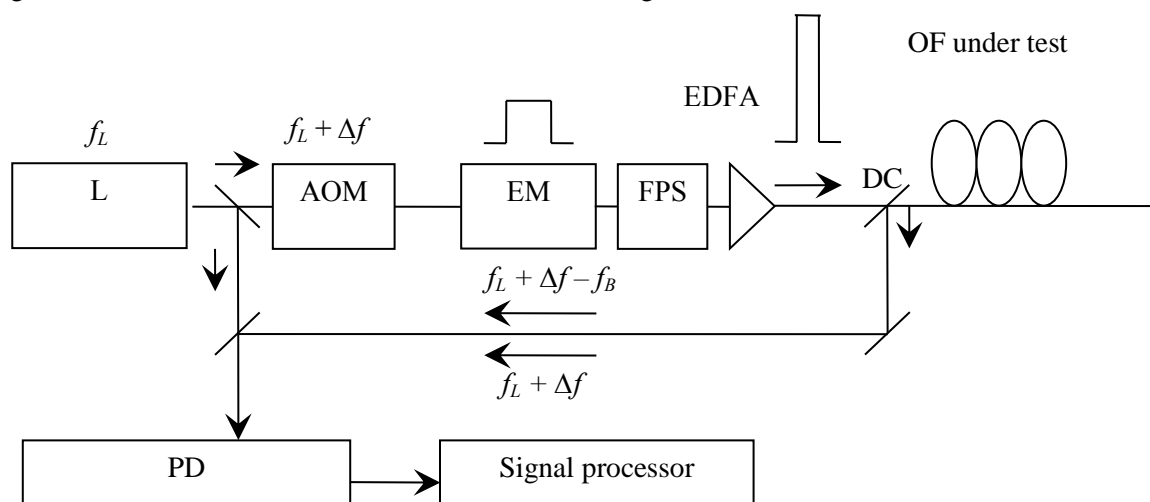 OF under test
EDFA
f_L
f_L + Δf
L
AOM
EM
FPS
DC
f_L + Δf – f_B
f_L + Δf
PD
Signal processor